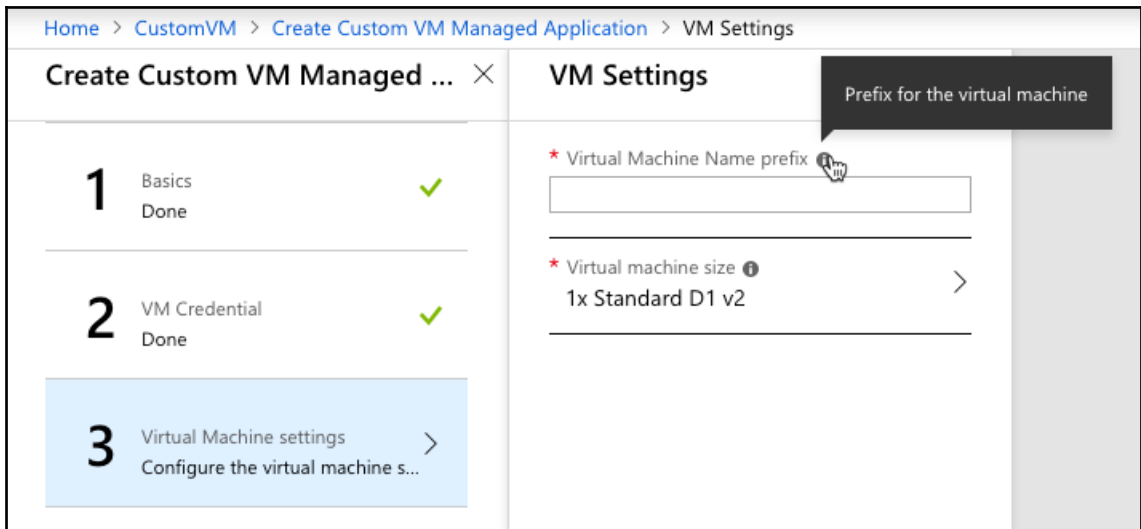 Home > CustomVM > Create Custom VM Managed Application > VM Settings
Create Custom VM Managed ...
1
Basics
Done
2
VM Credential
Done
3
Virtual Machine settings
Configure the virtual machine s...
VM Settings
Prefix for the virtual machine
* Virtual Machine Name prefix
* Virtual machine size
1x Standard D1 v2